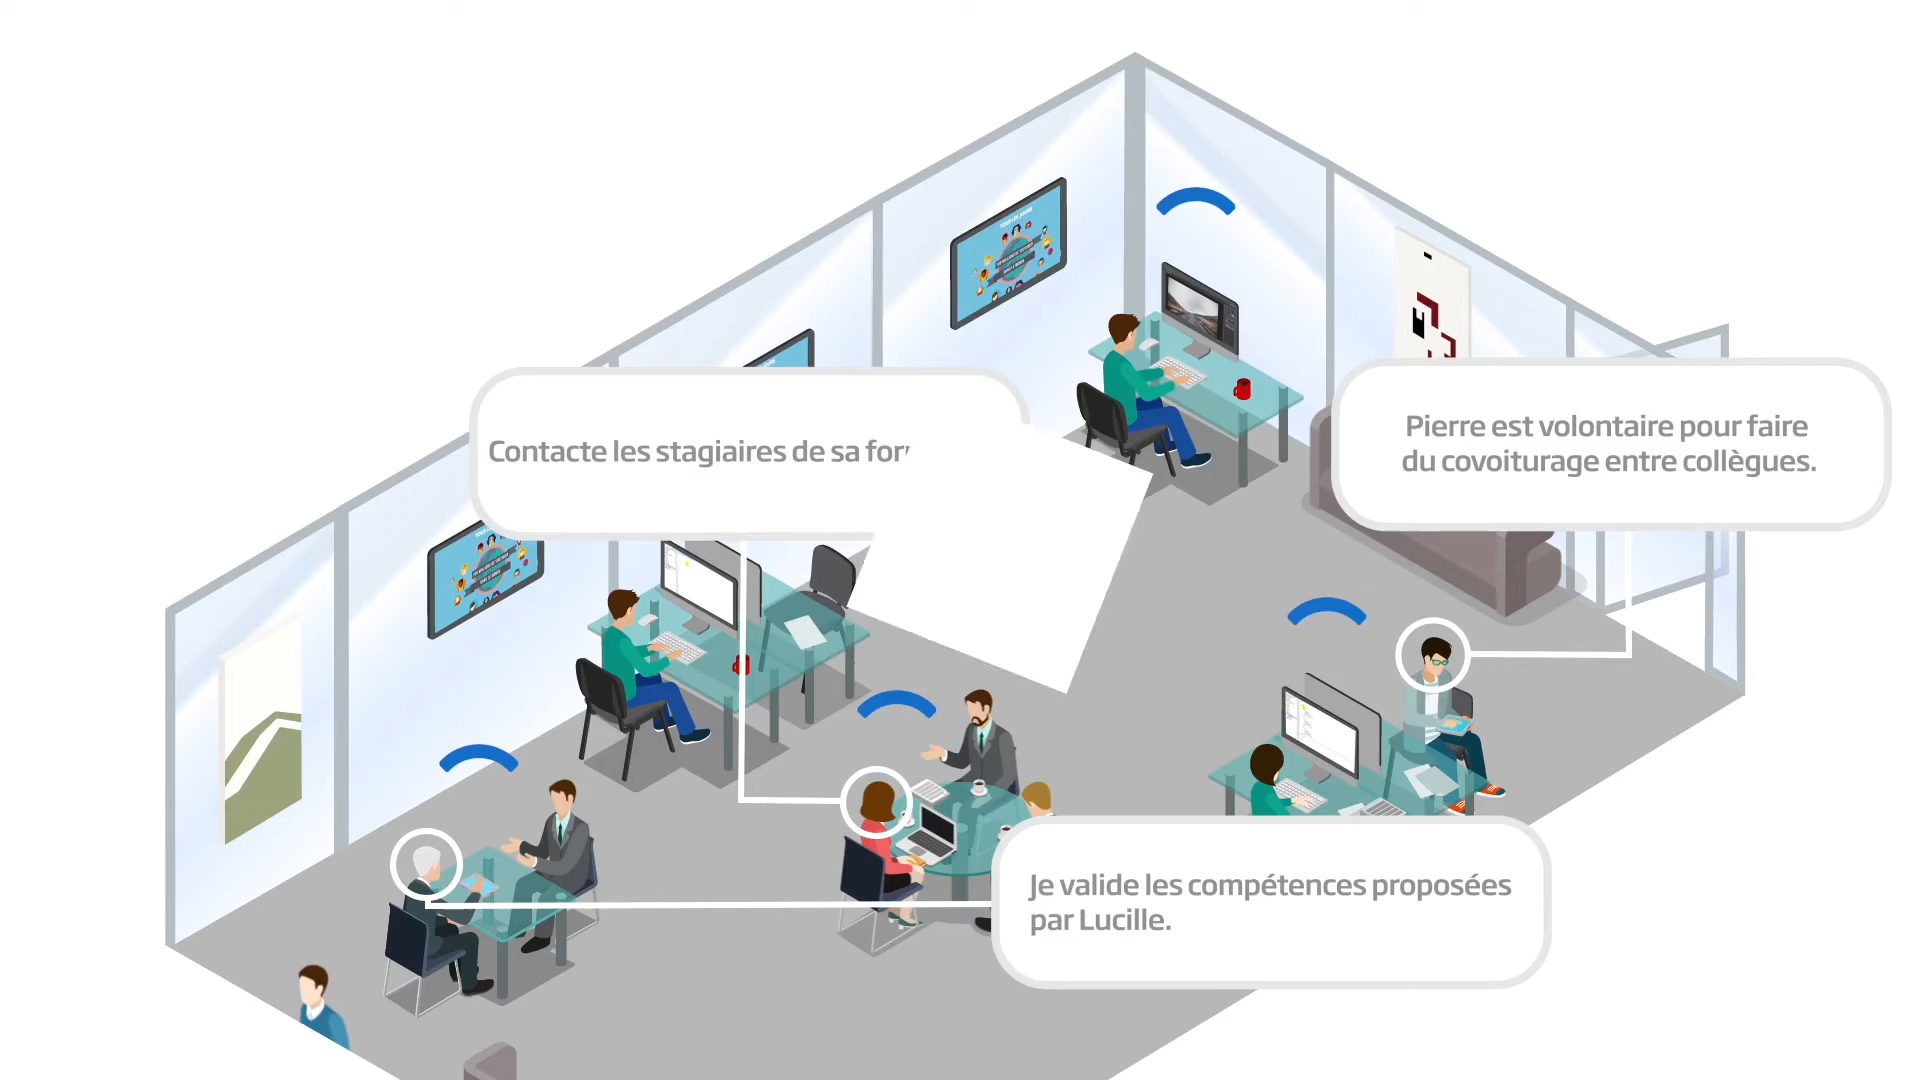 Contacte les stagiaires de sa
Pierre est volontaire pour faire
du covoiturage entre collègues.
Je valide les compétences proposées
par Lucille.